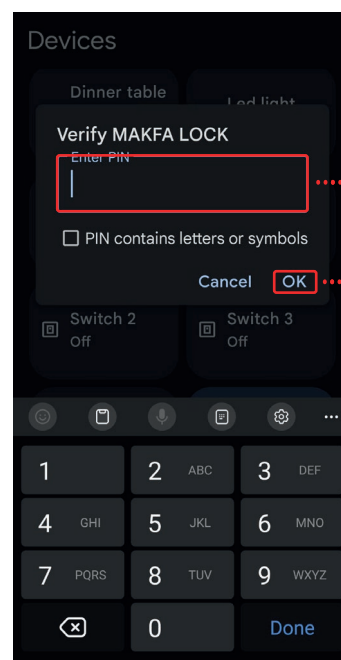 Devices
Dinner table
Led light
Verify MAKFA LOCK
Enter PIN
PIN contains letters or symbols
Cancel OK
Switch 2 Switch 3
Off Off
1 2 ABC 3 DEF
4 GHI 5 JKL 6 MNO
7 PQRS 8 TUV 9 WXYZ
0 Done